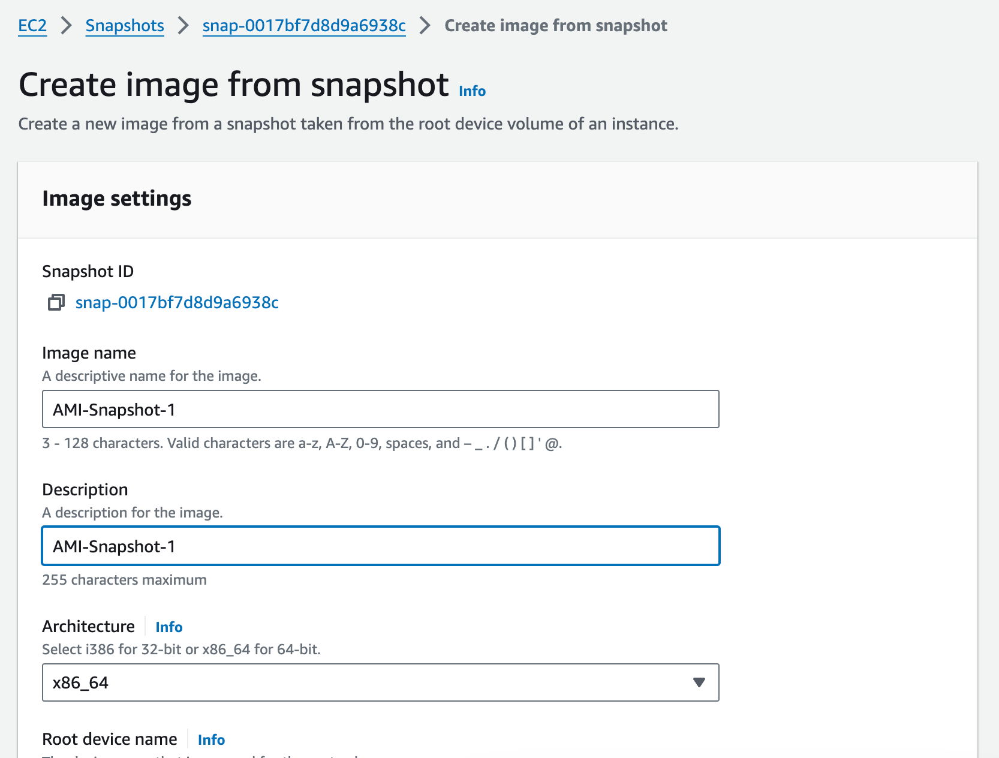 EC2 > Snapshots > snap-0017bf7d8d9a6938c > Create image from snapshot
Create image from snapshot Info
Create a new image from a snapshot taken from the root device volume of an instance.
Image settings
Snapshot ID
snap-0017bf7d8d9a6938c
Image name
A descriptive name for the image.
AMI-Snapshot-1
3 - 128 characters. Valid characters are a-z, A-Z, 0-9, spaces, and – _ . / ( ) [ ] ' @.
Description
A description for the image.
AMI-Snapshot-1
255 characters maximum
Architecture Info
Select i386 for 32-bit or x86_64 for 64-bit.
x86_64
Root device name Info